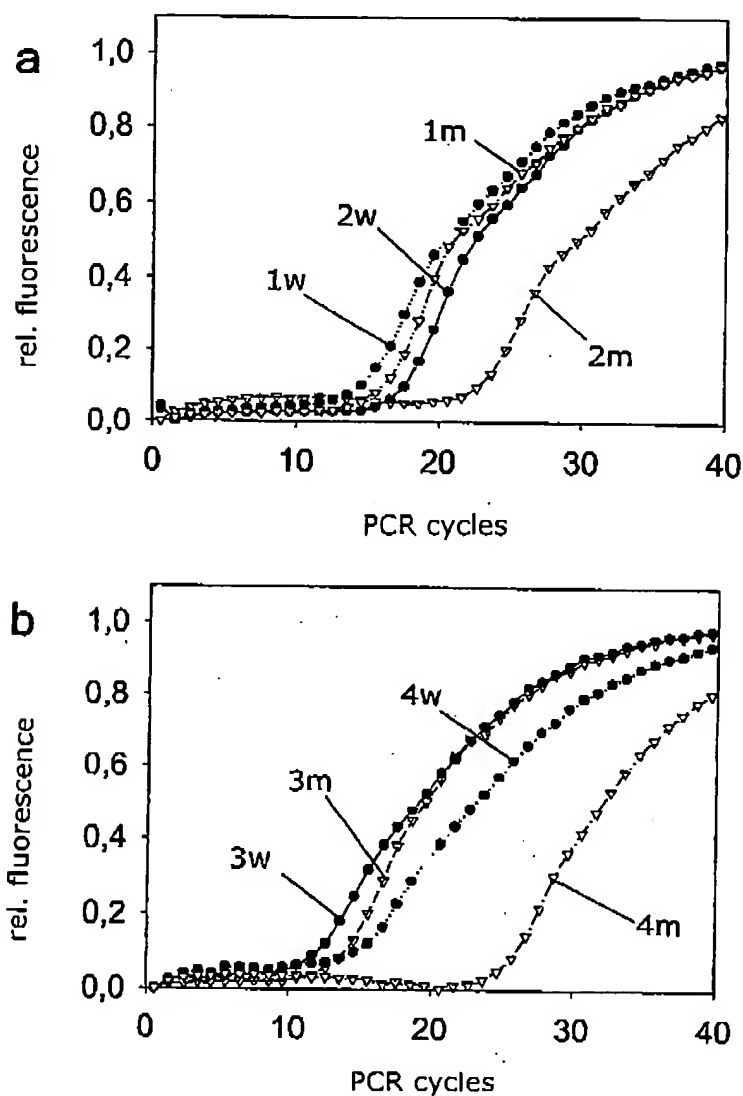 a
rel. fluorescence
1,0
0,8
0,6
0,4
0,2
0,0
1m
2w
1w
2m
0 10 20 30 40
PCR cycles
b
rel. fluorescence
1,0
0,8
0,6
0,4
0,2
0,0
4w
3m
3w
4m
0 10 20 30 40
PCR cycles